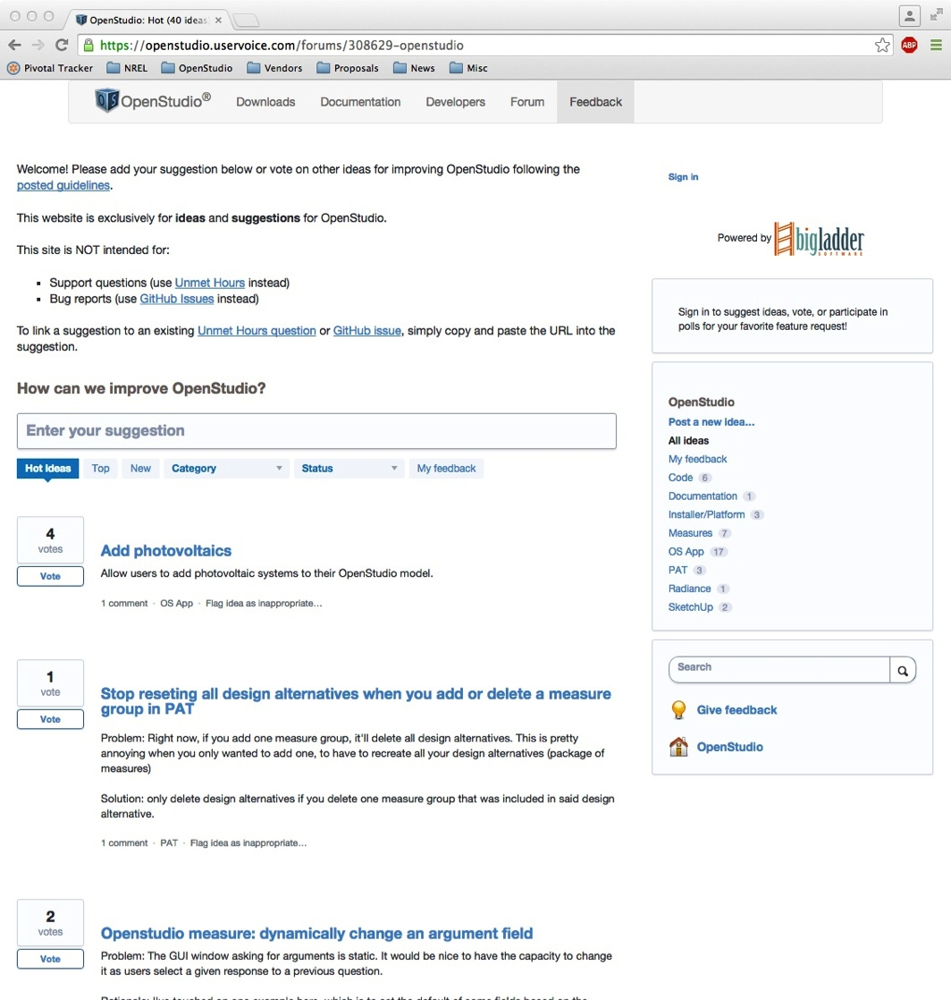 OpenStudio: Hot (40 ideas
https://openstudio.uservoice.com/forums/308629-openstudio
ABP
Pivotal Tracker NREL OpenStudio Vendors Proposals News Misc
OS OpenStudio® Downloads Documentation Developers Forum Feedback
Welcome! Please add your suggestion below or vote on other ideas for improving OpenStudio following the
posted guidelines.
This website is exclusively for ideas and suggestions for OpenStudio.
This site is NOT intended for:
▪ Support questions (use Unmet Hours instead)
▪ Bug reports (use GitHub Issues instead)
To link a suggestion to an existing Unmet Hours question or GitHub issue, simply copy and paste the URL into the
suggestion.
How can we improve OpenStudio?
Enter your suggestion
Hot Ideas Top New Category Status My feedback
4
votes
Vote
Add photovoltaics
Allow users to add photovoltaic systems to their OpenStudio model.
1 comment · OS App · Flag idea as inappropriate…
1
vote
Vote
Stop reseting all design alternatives when you add or delete a measure
group in PAT
Problem: Right now, if you add one measure group, it'll delete all design alternatives. This is pretty
annoying when you only wanted to add one, to have to recreate all your design alternatives (package of
measures)
Solution: only delete design alternatives if you delete one measure group that was included in said design
alternative.
1 comment · PAT · Flag idea as inappropriate…
2
votes
Vote
Openstudio measure: dynamically change an argument field
Problem: The GUI window asking for arguments is static. It would be nice to have the capacity to change
it as users select a given response to a previous question.
Sign in
Powered by bigladder
SOFTWARE
Sign in to suggest ideas, vote, or participate in
polls for your favorite feature request!
OpenStudio
Post a new idea…
All ideas
My feedback
Code 6
Documentation 1
Installer/Platform 3
Measures 7
OS App 17
PAT 3
Radiance 1
SketchUp 2
Search
Give feedback
OpenStudio